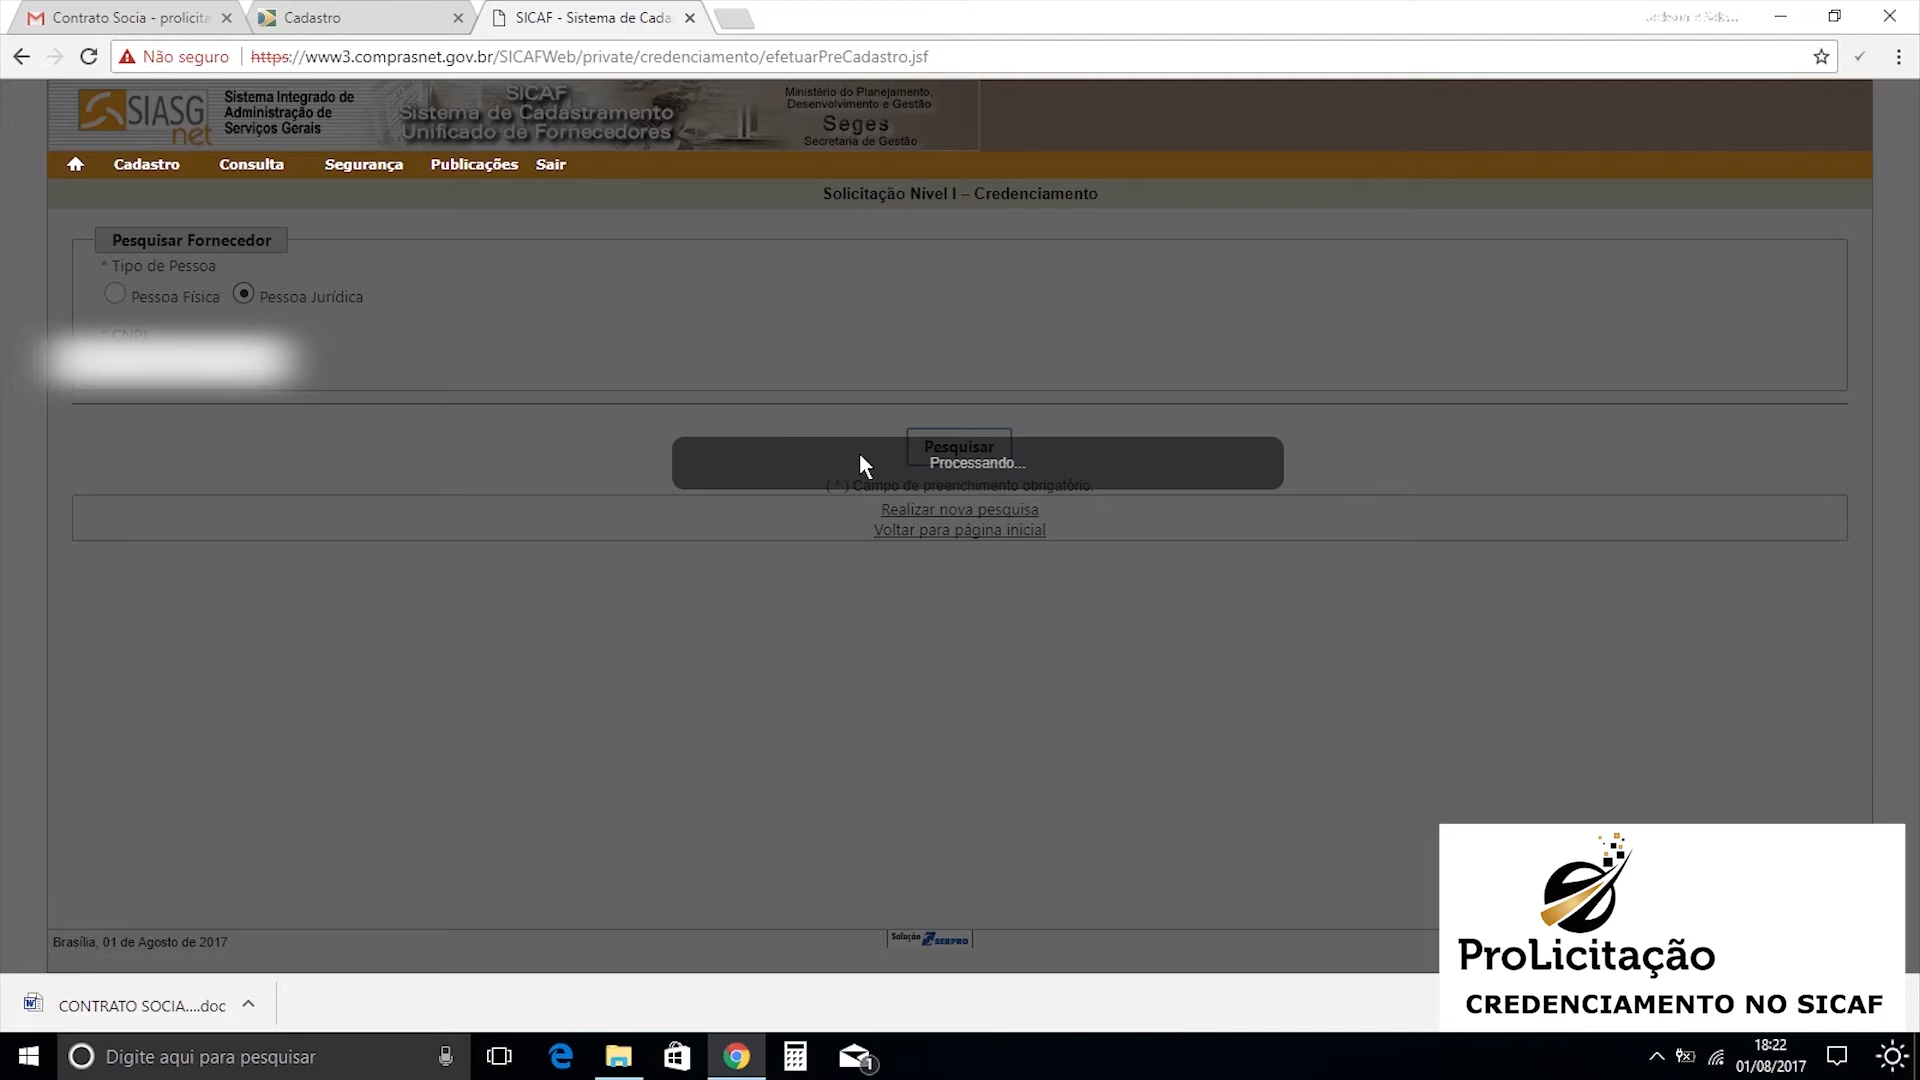 Contrato Socia - prolicita
Cadastro
SICAF - Sistema de Cada
Não seguro
https://www3.comprasnet.gov.br/SICAFWeb/private/credenciamento/efetuarPreCadastro.jsf
SIASG
net
Sistema Integrado de
Administração de
Serviços Gerais
SICAF
Sistema de Cadastramento
Unificado de Fornecedores
Ministério do Planejamento,
Desenvolvimento e Gestão
Seges
Secretaria de Gestão
Cadastro Consulta Segurança Publicações Sair
Solicitação Nivel I – Credenciamento
Pesquisar Fornecedor
* Tipo de Pessoa
Pessoa Física Pessoa Jurídica
* CNPJ
Pesquisar
Processando...
( * ) Campo de preenchimento obrigatório.
Realizar nova pesquisa
Voltar para página inicial
Brasília, 01 de Agosto de 2017
Solução SERPRO
ProLicitação
CREDENCIAMENTO NO SICAF
CONTRATO SOCIA....doc
Digite aqui para pesquisar
1
18:22
01/08/2017